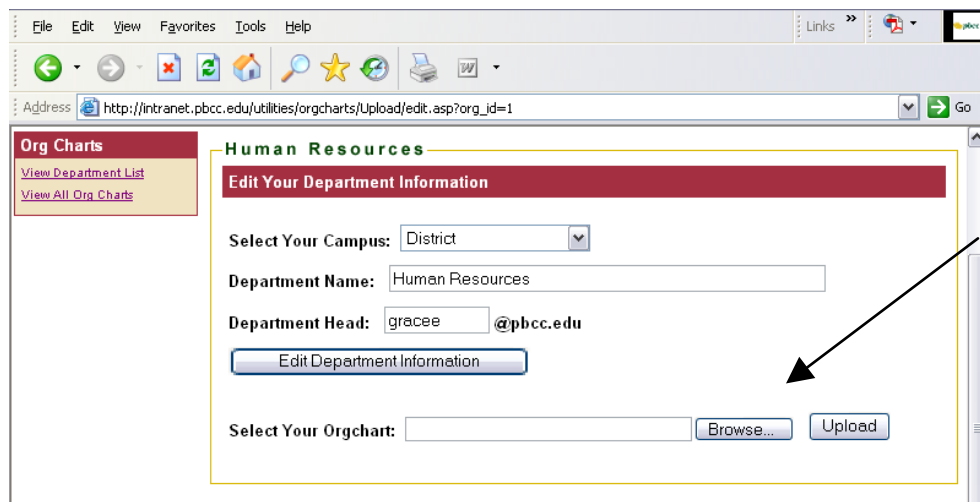 File Edit View Favorites Tools Help Links »
Address http://intranet.pbcc.edu/utilities/orgcharts/Upload/edit.asp?org_id=1 Go
Org Charts
View Department List
View All Org Charts
Human Resources
Edit Your Department Information
Select Your Campus: District
Department Name: Human Resources
Department Head: gracee @pbcc.edu
Edit Department Information
Select Your Orgchart: Browse... Upload